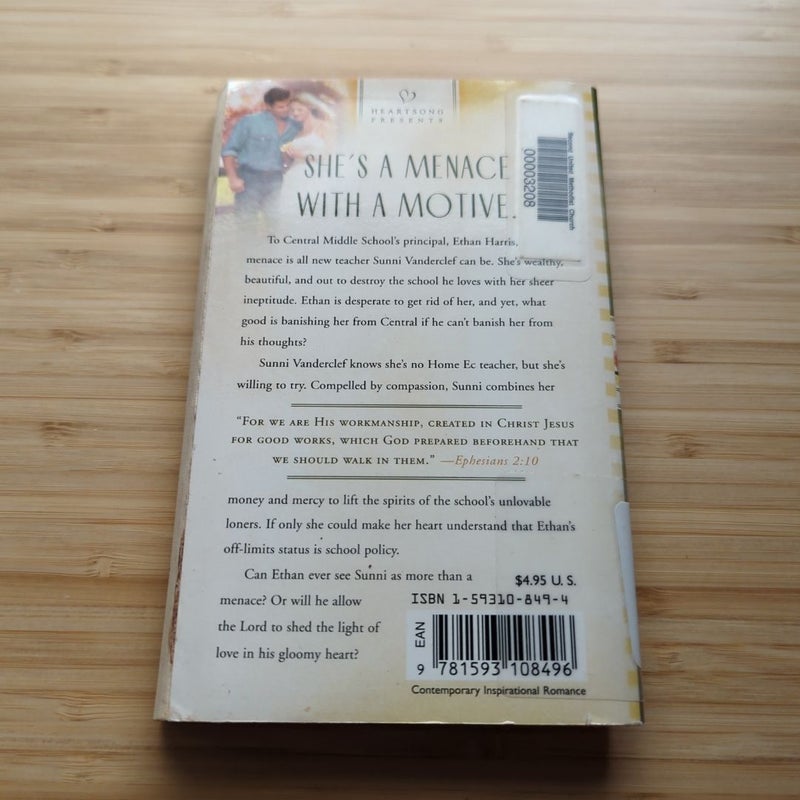 HEARTSONG
PRESENTS
SHE'S A MENACE
WITH A MOTIVE.
00003208
Second United Methodist Church
To Central Middle School's principal, Ethan Harris,
menace is all new teacher Sunni Vanderclef can be. She's wealthy,
beautiful, and out to destroy the school he loves with her sheer
ineptitude. Ethan is desperate to get rid of her, and yet, what
good is banishing her from Central if he can't banish her from
his thoughts?
Sunni Vanderclef knows she's no Home Ec teacher, but she's
willing to try. Compelled by compassion, Sunni combines her
"FOR WE ARE HIS WORKMANSHIP, CREATED IN CHRIST JESUS
FOR GOOD WORKS, WHICH GOD PREPARED BEFOREHAND THAT
WE SHOULD WALK IN THEM." —Ephesians 2:10
money and mercy to lift the spirits of the school's unlovable
loners. If only she could make her heart understand that Ethan's
off-limits status is school policy.
Can Ethan ever see Sunni as more than a
menace? Or will he allow
the Lord to shed the light of
love in his gloomy heart?
$4.95 U. S.
ISBN 1-59310-849-4
EAN
9 781593 108496
Contemporary Inspirational Romance